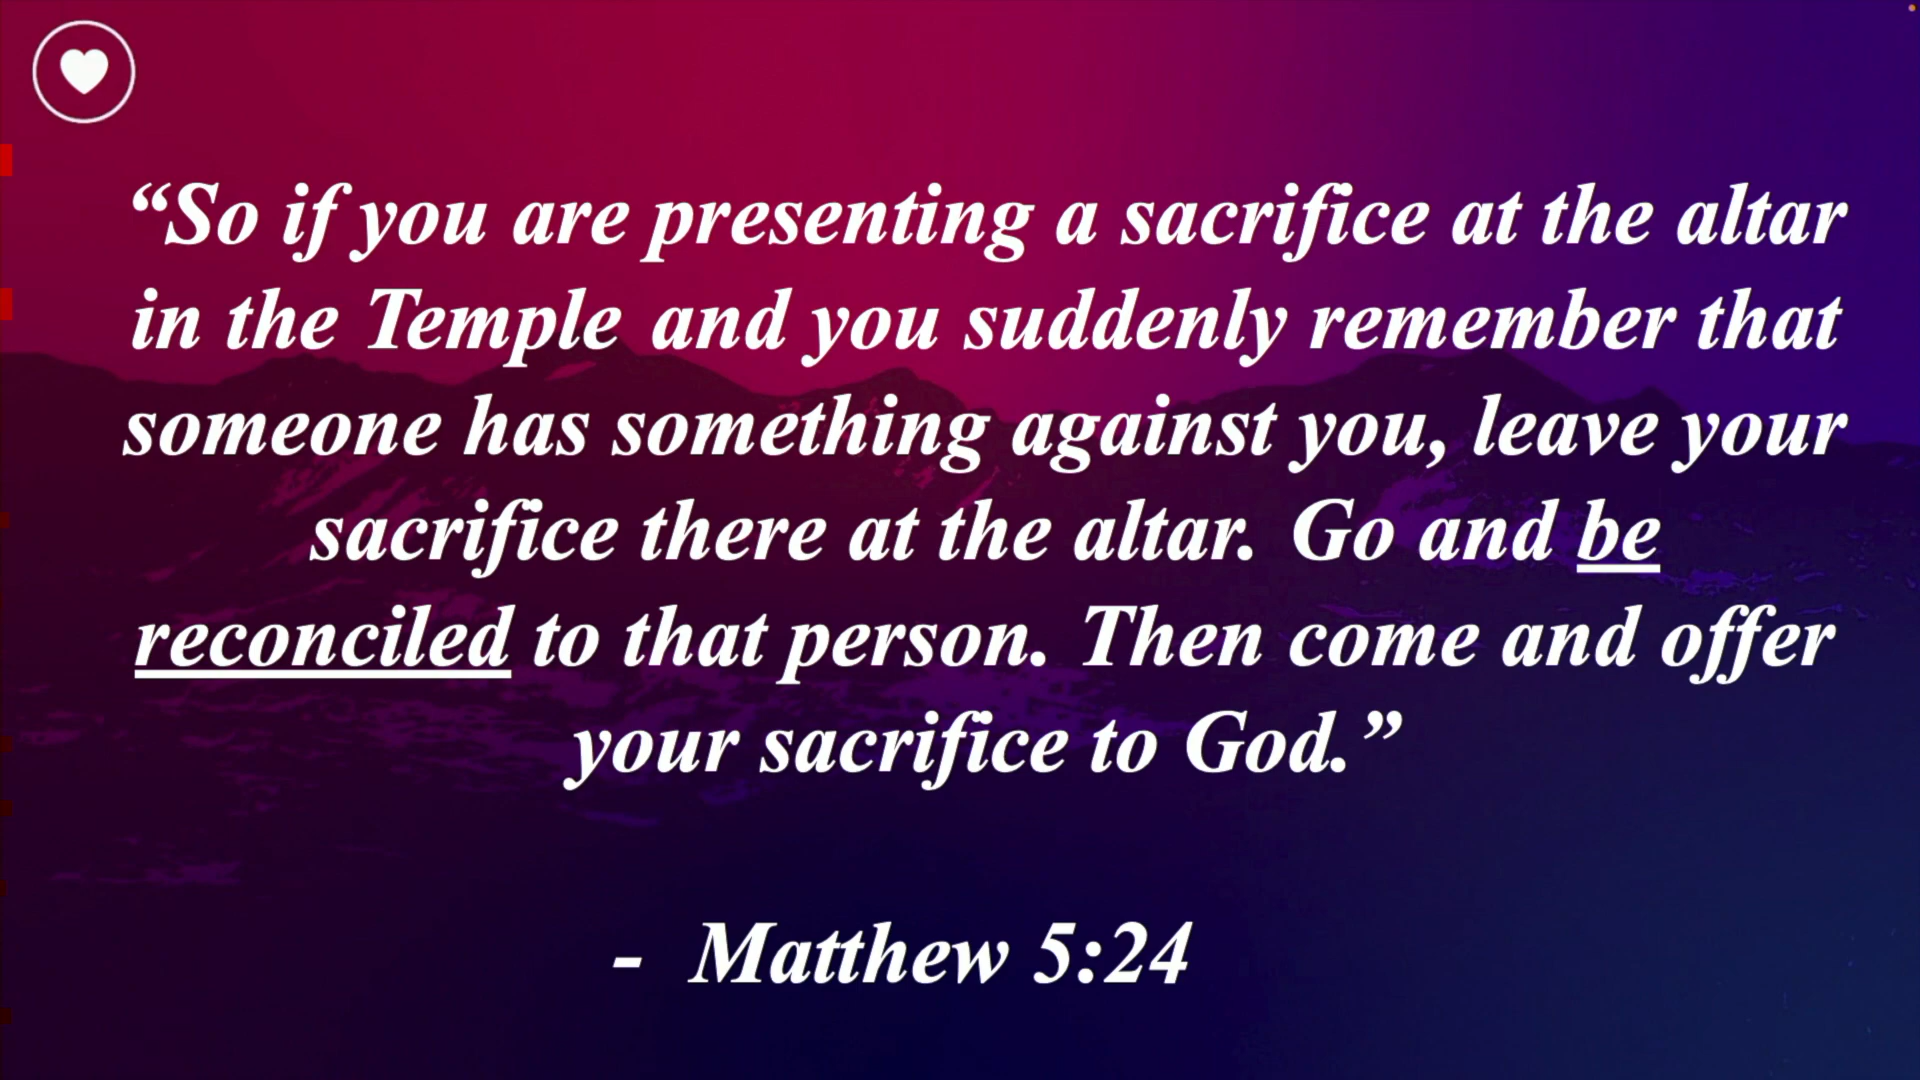 “So if you are presenting a sacrifice at the altar
in the Temple and you suddenly remember that
someone has something against you, leave your
sacrifice there at the altar. Go and be
reconciled to that person. Then come and offer
your sacrifice to God.”
- Matthew 5:24